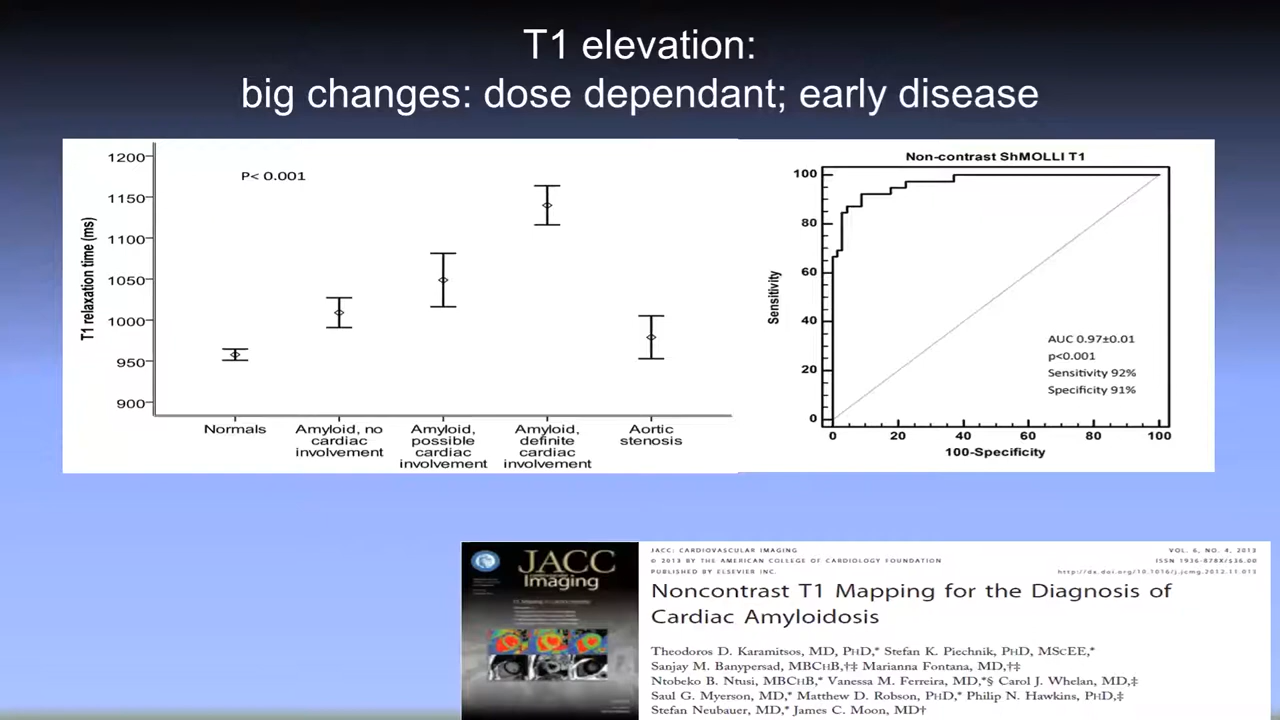 T1 elevation:
big changes: dose dependant; early disease
1200
1150
1100
1050
1000
950
900
T1 relaxation time (ms)
P< 0.001
Normals
Amyloid, no
cardiac
involvement
Amyloid,
possible
cardiac
involvement
Amyloid,
definite
cardiac
involvement
Aortic
stenosis
Non-contrast ShMOLLI T1
100
80
60
40
20
0
Sensitivity
AUC 0.97±0.01
p<0.001
Sensitivity 92%
Specificity 91%
0 20 40 60 80 100
100-Specificity
JACC
Imaging
JACC: CARDIOVASCULAR IMAGING
© 2013 BY THE AMERICAN COLLEGE OF CARDIOLOGY FOUNDATION
PUBLISHED BY ELSEVIER INC.
VOL. 6, NO. 4, 2013
ISSN 1936-878X/$36.00
http://dx.doi.org/10.1016/j.jcmg.2012.11.013
Noncontrast T1 Mapping for the Diagnosis of
Cardiac Amyloidosis
Theodoros D. Karamitsos, MD, PHD,* Stefan K. Piechnik, PHD, MSCEE,*
Sanjay M. Banypersad, MBCHB,†‡ Marianna Fontana, MD,†‡
Ntobeko B. Ntusi, MBCHB,* Vanessa M. Ferreira, MD,*§ Carol J. Whelan, MD,‡
Saul G. Myerson, MD,* Matthew D. Robson, PHD,* Philip N. Hawkins, PHD,‡
Stefan Neubauer, MD,* James C. Moon, MD†